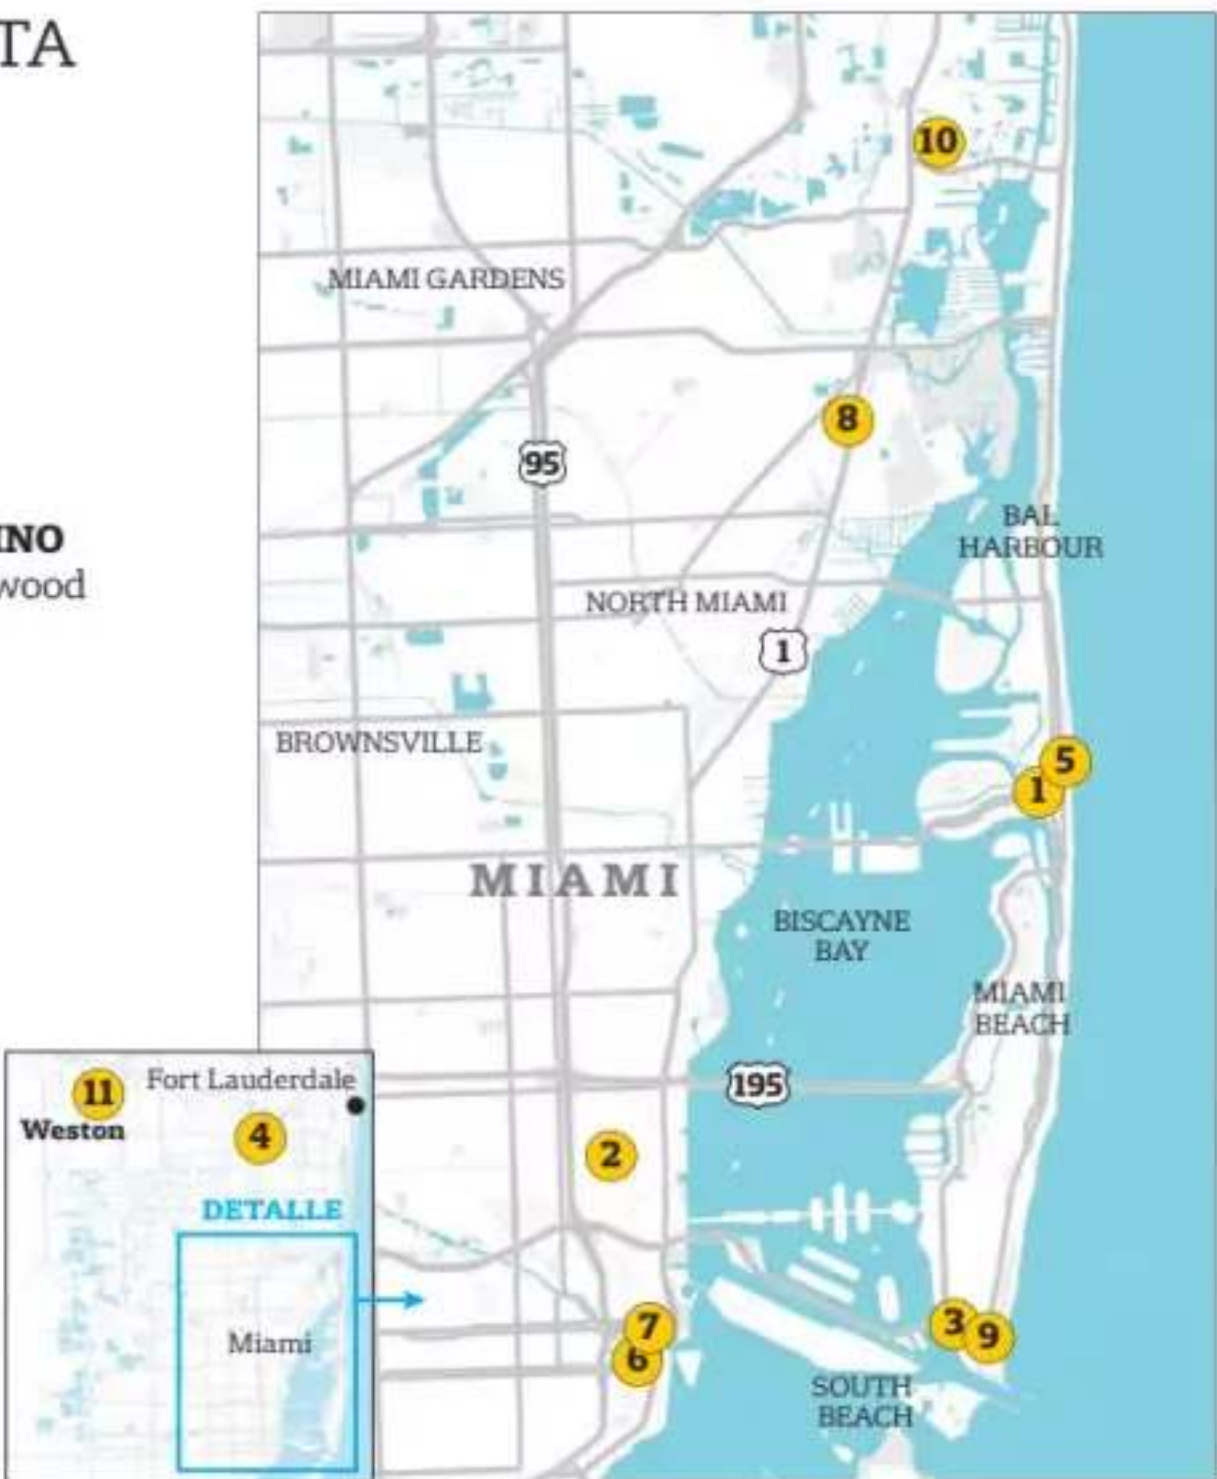 TA
10
MIAMI GARDENS
8
95
BAL
HARBOUR
INO
wood
NORTH MIAMI
1
BROWNSVILLE
5
1
MIAMI
BISCAYNE
BAY
MIAMI
BEACH
195
11
Fort Lauderdale
Weston
4
2
DETALLE
Miami
7
6
3
9
SOUTH
BEACH